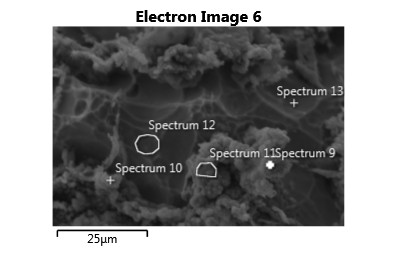 Electron Image 6
Spectrum 13
Spectrum 12
Spectrum 11
Spectrum 9
Spectrum 10
25μm